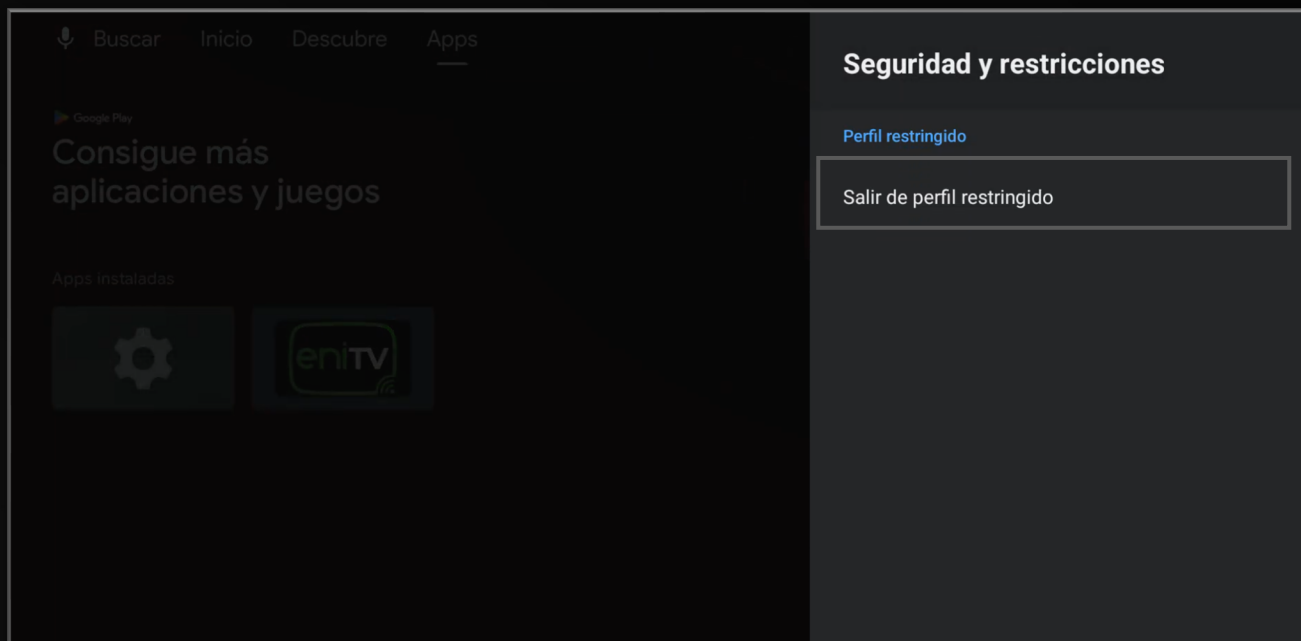 Buscar Inicio Descubre Apps
Google Play
Consigue más
aplicaciones y juegos
Apps instaladas
eniTV
Seguridad y restricciones
Perfil restringido
Salir de perfil restringido